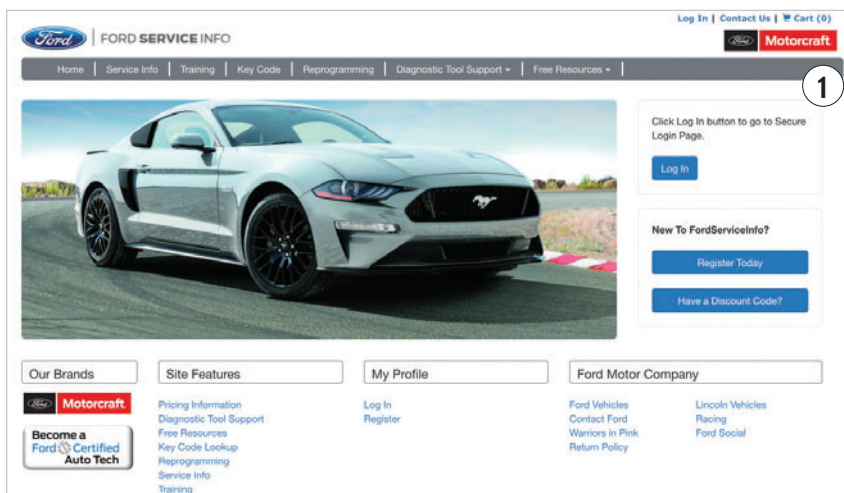 Log In | Contact Us | Cart (0)
Ford | FORD SERVICE INFO
Ford Motorcraft
Home | Service Info | Training | Key Code | Reprogramming | Diagnostic Tool Support | Free Resources |
1
Click Log In button to go to Secure
Login Page.
Log In
New To FordServiceInfo?
Register Today
Have a Discount Code?
Our Brands
Ford Motorcraft
Become a
Ford Certified
Auto Tech
Site Features
Pricing Information
Diagnostic Tool Support
Free Resources
Key Code Lookup
Reprogramming
Service Info
Training
My Profile
Log In
Register
Ford Motor Company
Ford Vehicles
Contact Ford
Warriors in Pink
Return Policy
Lincoln Vehicles
Racing
Ford Social